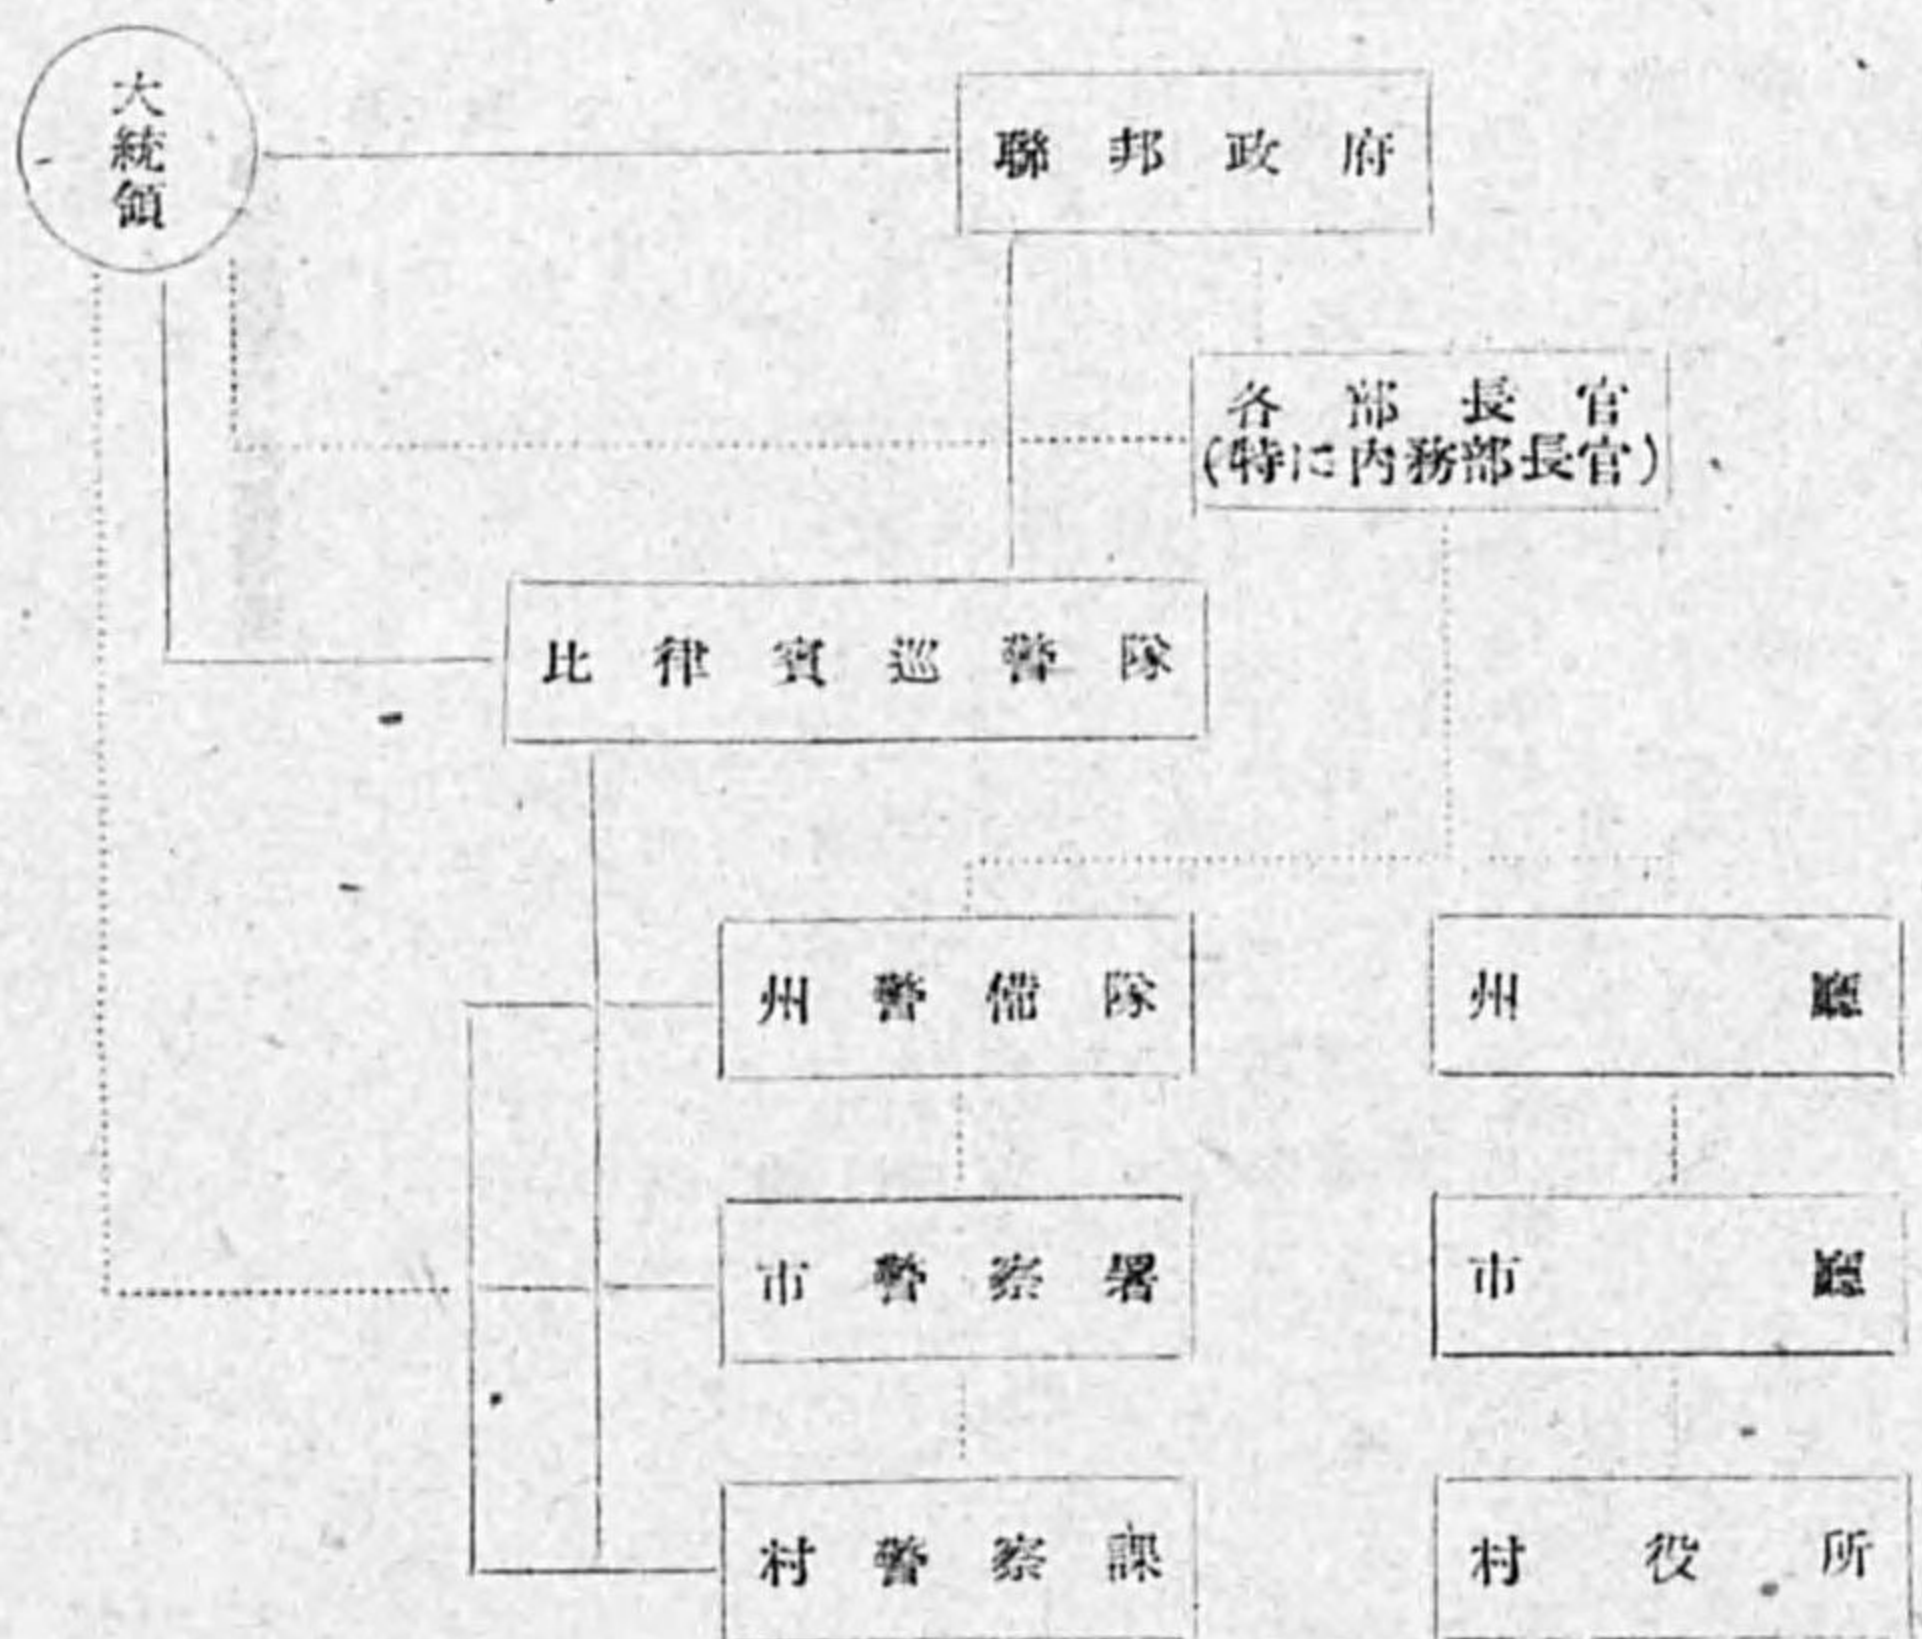 大統領
聯邦政府
各部長官
(特に内務部長官)
比律賓巡警隊
州警備隊
州廳
市警察署
市廳
村警察課
村役所